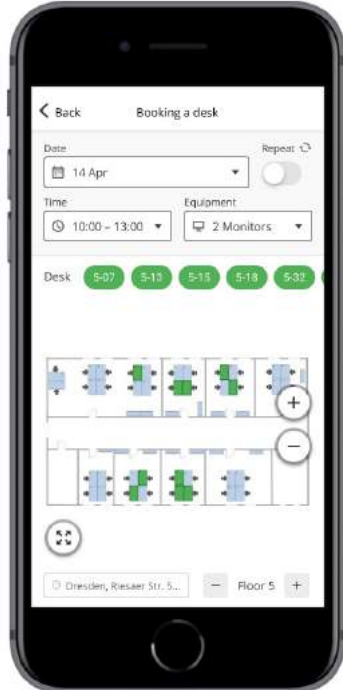 Back Booking a desk
Date Repeat
14 Apr
Time Equipment
10:00 – 13:00 2 Monitors
Desk 5-07 5-13 5-15 5-18 5-32
Dresden, Riesaer Str. 5... Floor 5